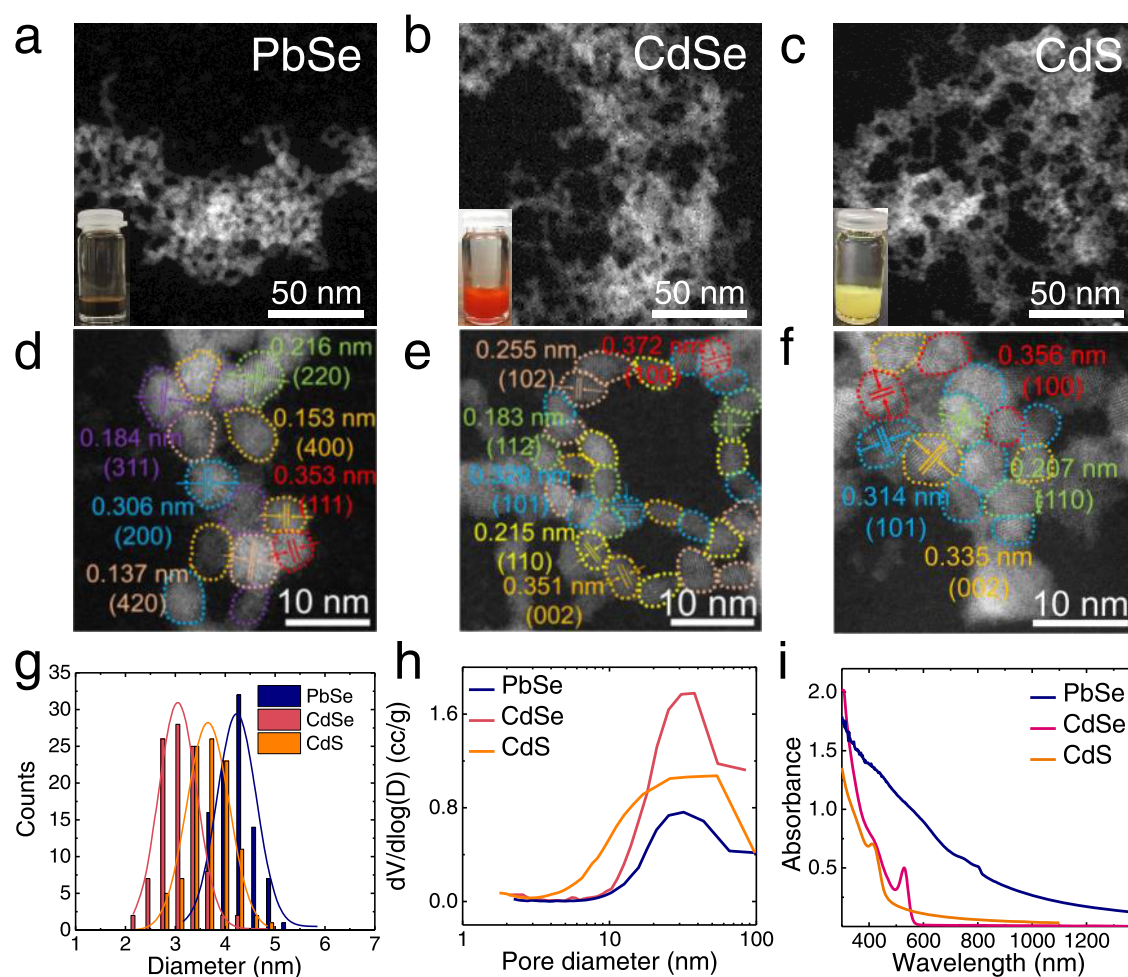 a
PbSe
50 nm
b
CdSe
50 nm
c
CdS
50 nm
d
0.216 nm
(220)
0.153 nm
(400)
0.184 nm
(311)
0.353 nm
(111)
0.306 nm
(200)
0.137 nm
(420)
10 nm
e
0.255 nm
(102)
0.372 nm
(100)
0.183 nm
(112)
0.329 nm
(101)
0.215 nm
(110)
0.351 nm
(002)
10 nm
f
0.356 nm
(100)
0.207 nm
(110)
0.314 nm
(101)
0.335 nm
(002)
10 nm
g
35
30
25
20
15
10
5
0
Counts
PbSe
CdSe
CdS
1 2 3 4 5 6 7
Diameter (nm)
h
PbSe
CdSe
CdS
1.6
0.8
0.0
dV/dlog(D) (cc/g)
1 10 100
Pore diameter (nm)
i
2.0
1.5
1.0
0.5
Absorbance
PbSe
CdSe
CdS
400 600 800 1000 1200
Wavelength (nm)